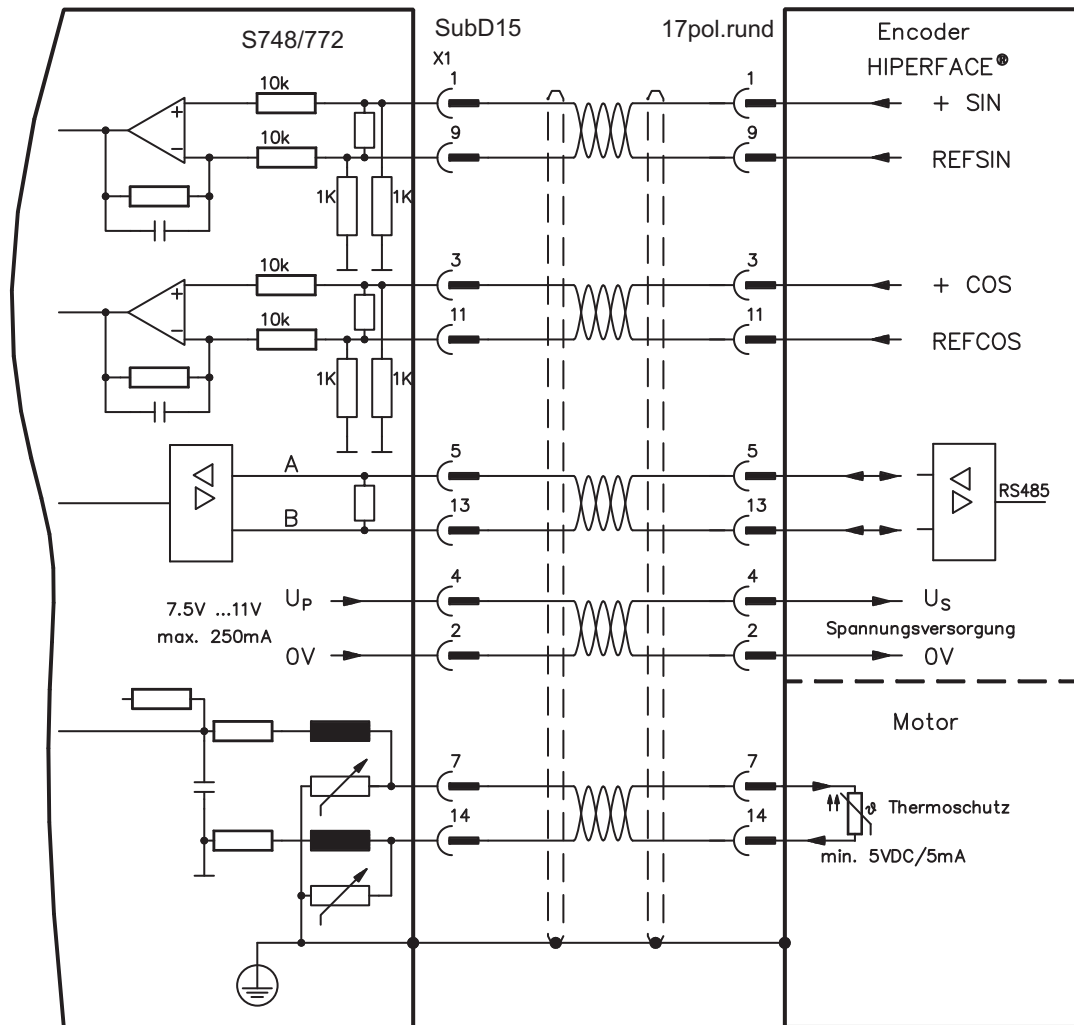 S748/772
SubD15
17pol.rund
Encoder
HIPERFACE®
X1
10k
1
1
+ SIN
+
10k
9
9
REFSIN
−
1K
1K
10k
3
3
+ COS
+
10k
11
11
REFCOS
−
1K
1K
A
5
5
RS485
B
13
13
7.5V ...11V
max. 250mA
UP
4
4
US
Spannungsversorgung
0V
2
2
0V
Motor
7
7
ϑ Thermoschutz
14
14
min. 5VDC/5mA